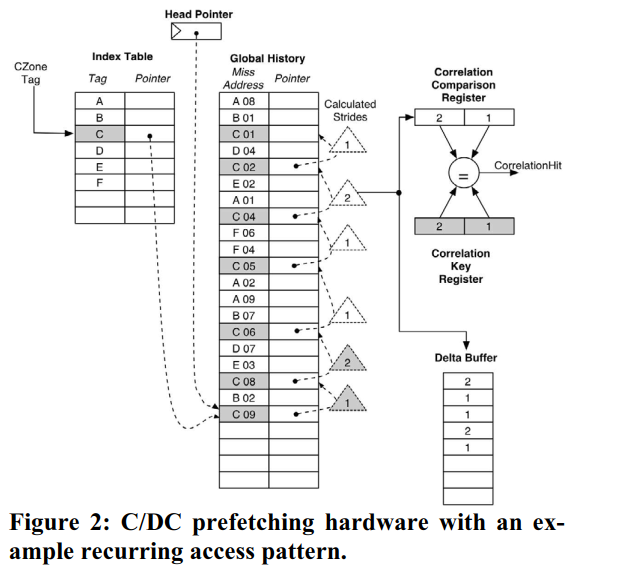 Head Pointer
CZone
Tag
Index Table
Tag Pointer
A
B
C
D
E
F
Global History
Miss
Address Pointer
A 08
B 01
C 01
D 04
C 02
E 02
A 01
C 04
F 06
F 04
C 05
A 02
A 09
B 07
C 06
D 07
E 03
C 08
B 02
C 09
Calculated
Strides
1
2
1
1
2
1
Correlation
Comparison
Register
2 1
=
CorrelationHit
2 1
Correlation
Key
Register
Delta Buffer
2
1
1
2
1
Figure 2: C/DC prefetching hardware with an ex-
ample recurring access pattern.